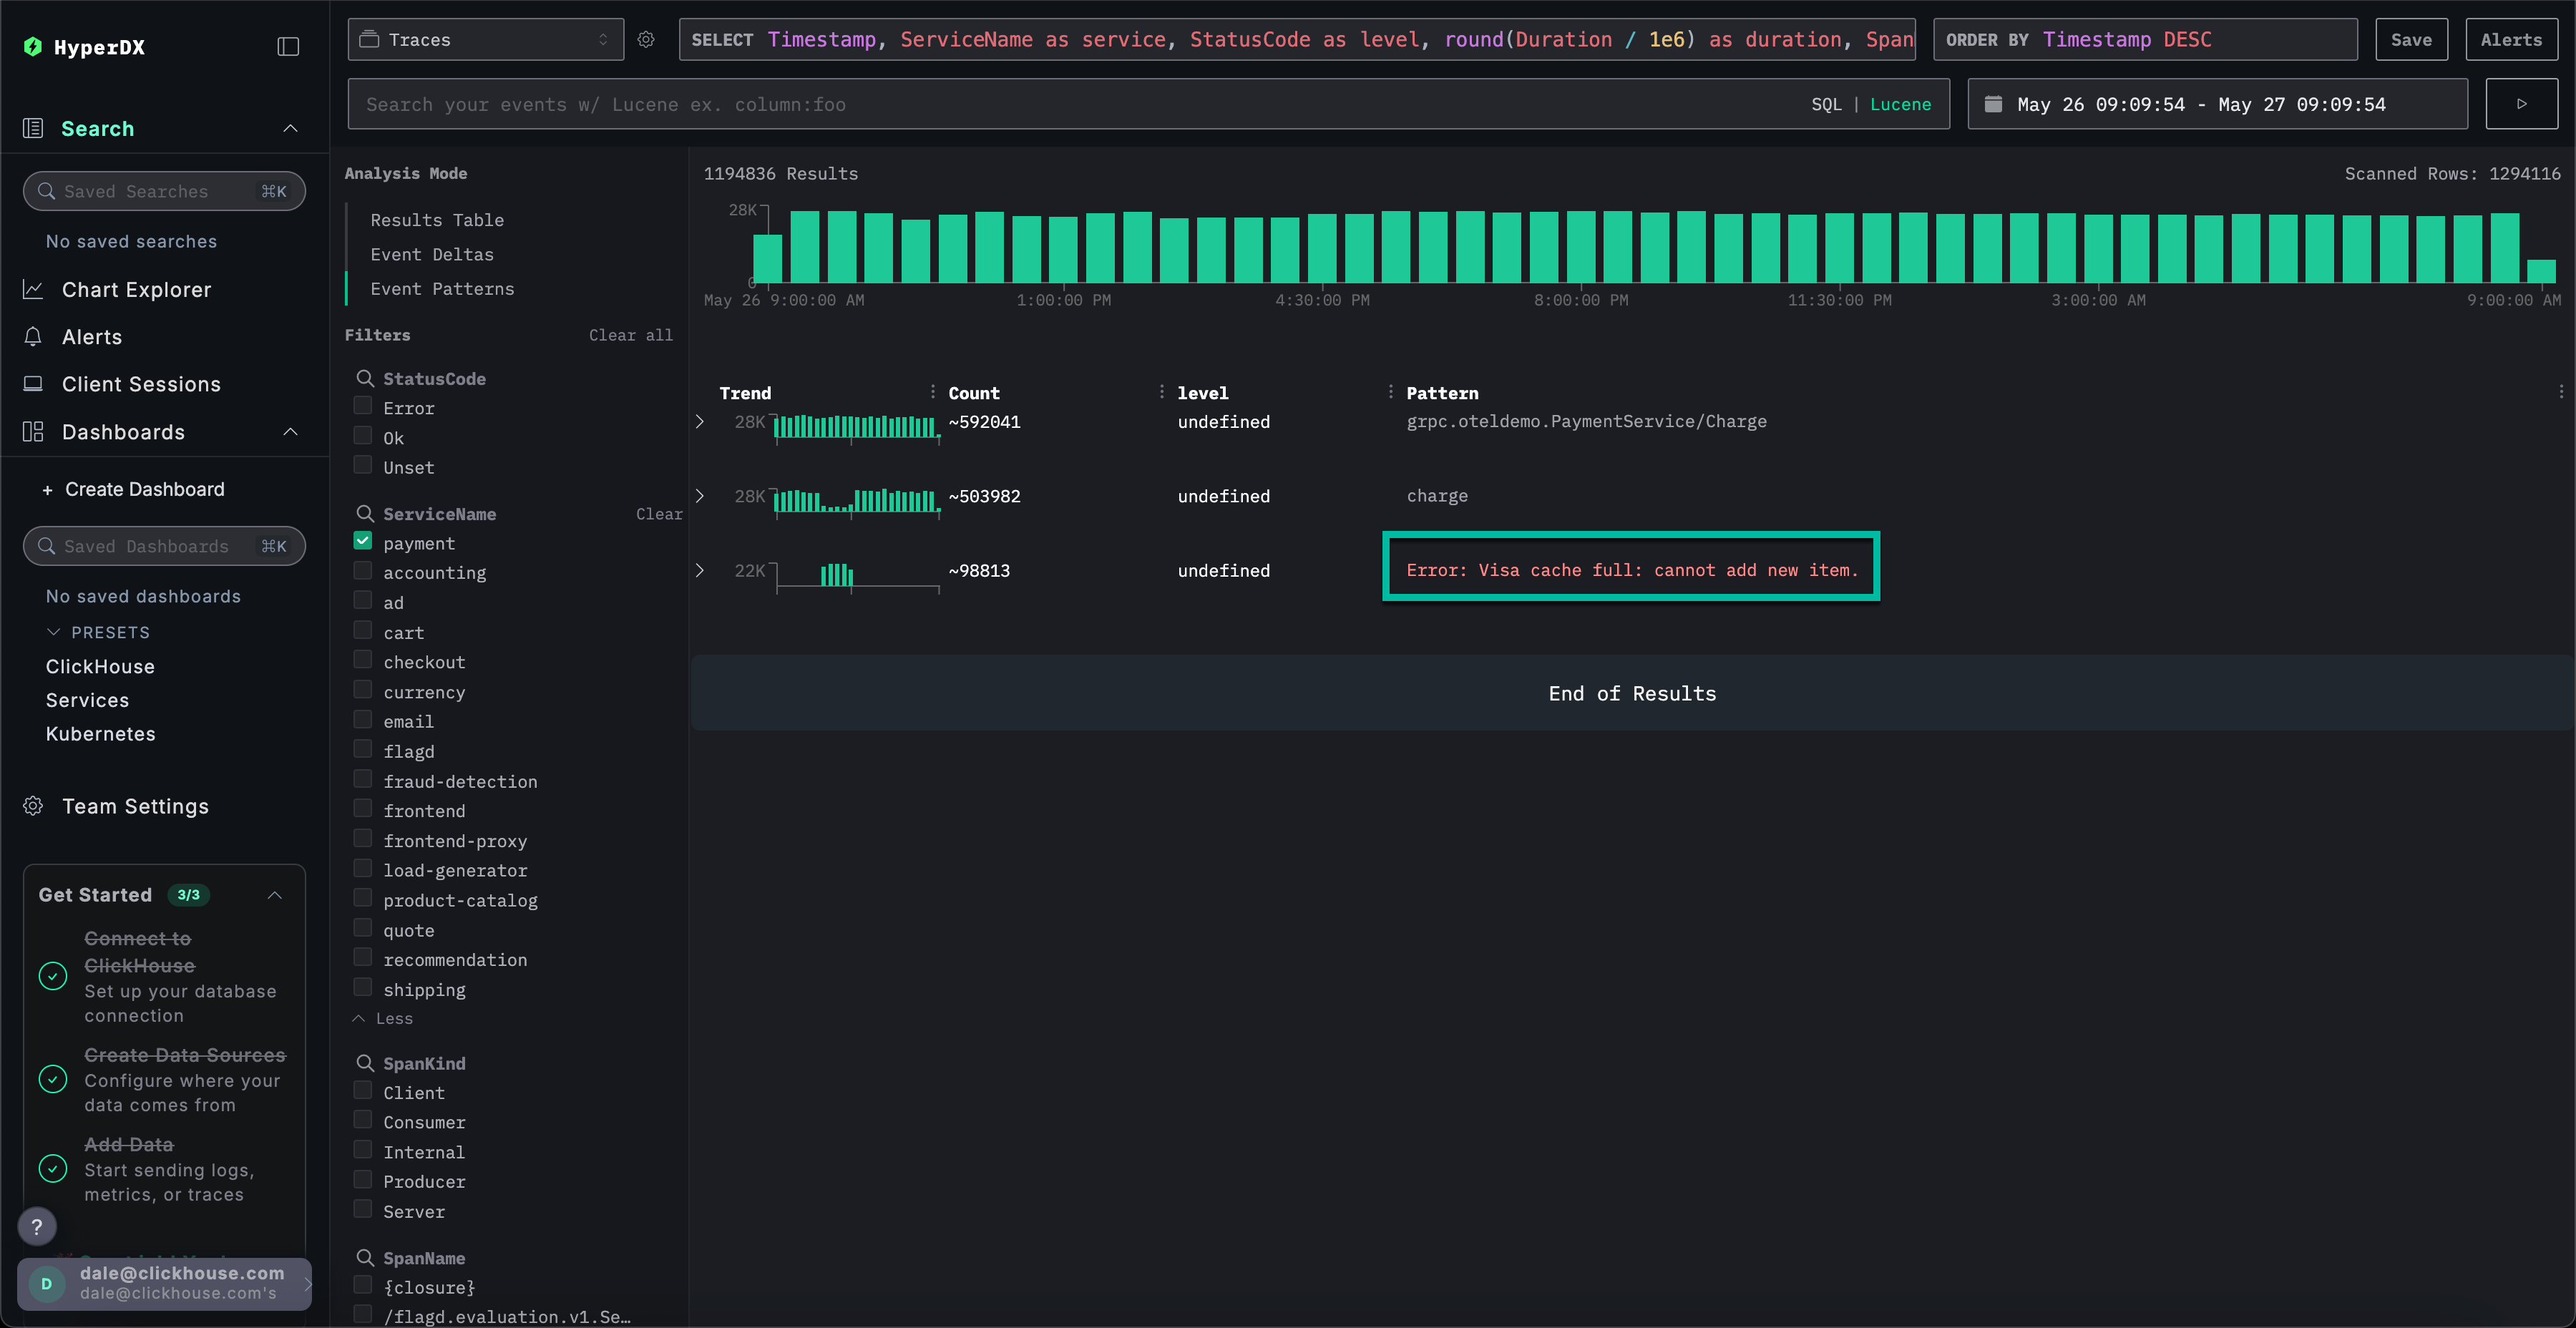 HyperDX
Search
Saved Searches ⌘K
No saved searches
Chart Explorer
Alerts
Client Sessions
Dashboards
+ Create Dashboard
Saved Dashboards ⌘K
No saved dashboards
PRESETS
ClickHouse
Services
Kubernetes
Team Settings
Get Started 3/3
Connect to
ClickHouse
Set up your database
connection
Create Data Sources
Configure where your
data comes from
Add Data
Start sending logs,
metrics, or traces
?
D
dale@clickhouse.com
dale@clickhouse.com's
Traces
SELECT Timestamp, ServiceName as service, StatusCode as level, round(Duration / 1e6) as duration, Span
ORDER BY Timestamp DESC
Save
Alerts
Search your events w/ Lucene ex. column:foo
SQL | Lucene
May 26 09:09:54 - May 27 09:09:54
Analysis Mode
Results Table
Event Deltas
Event Patterns
Filters Clear all
StatusCode
Error
Ok
Unset
ServiceName Clear
payment
accounting
ad
cart
checkout
currency
email
flagd
fraud-detection
frontend
frontend-proxy
load-generator
product-catalog
quote
recommendation
shipping
Less
SpanKind
Client
Consumer
Internal
Producer
Server
SpanName
{closure}
/flagd.evaluation.v1.Se…
1194836 Results
Scanned Rows: 1294116
28K
0
May 26 9:00:00 AM 1:00:00 PM 4:30:00 PM 8:00:00 PM 11:30:00 PM 3:00:00 AM 9:00:00 AM
Trend Count level Pattern
28K ~592041 undefined grpc.oteldemo.PaymentService/Charge
28K ~503982 undefined charge
22K ~98813 undefined Error: Visa cache full: cannot add new item.
End of Results